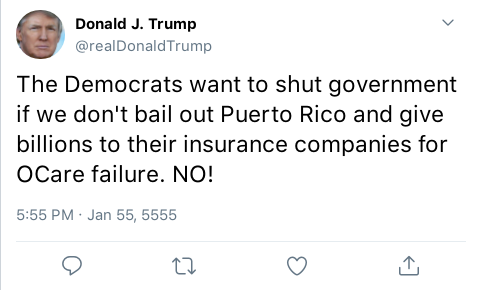 Donald J. Trump
@realDonaldTrump
The Democrats want to shut government
if we don't bail out Puerto Rico and give
billions to their insurance companies for
OCare failure. NO!
5:55 PM · Jan 55, 5555